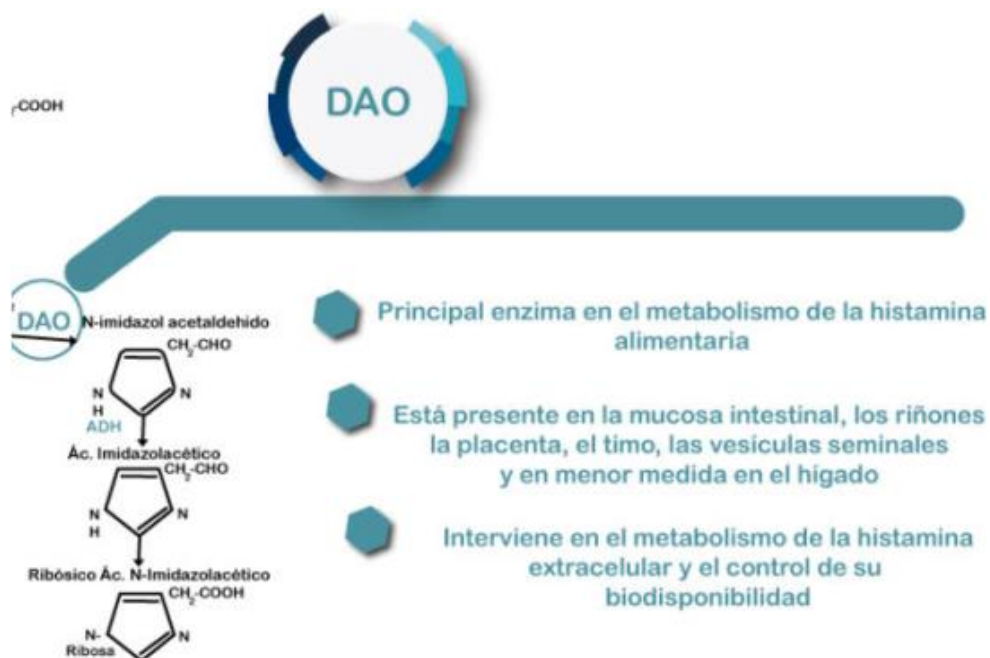 DAO
COOH
DAO
N-imidazol acetaldehido
CH2-CHO
N
H
N
ADH
Ác. Imidazolacético
CH2-CHO
N
H
N
Ribósico Ác. N-Imidazolacético
CH2-COOH
N-
Ribosa
N
Principal enzima en el metabolismo de la histamina
alimentaria
Está presente en la mucosa intestinal, los riñones
la placenta, el timo, las vesículas seminales
y en menor medida en el hígado
Interviene en el metabolismo de la histamina
extracelular y el control de su
biodisponibilidad